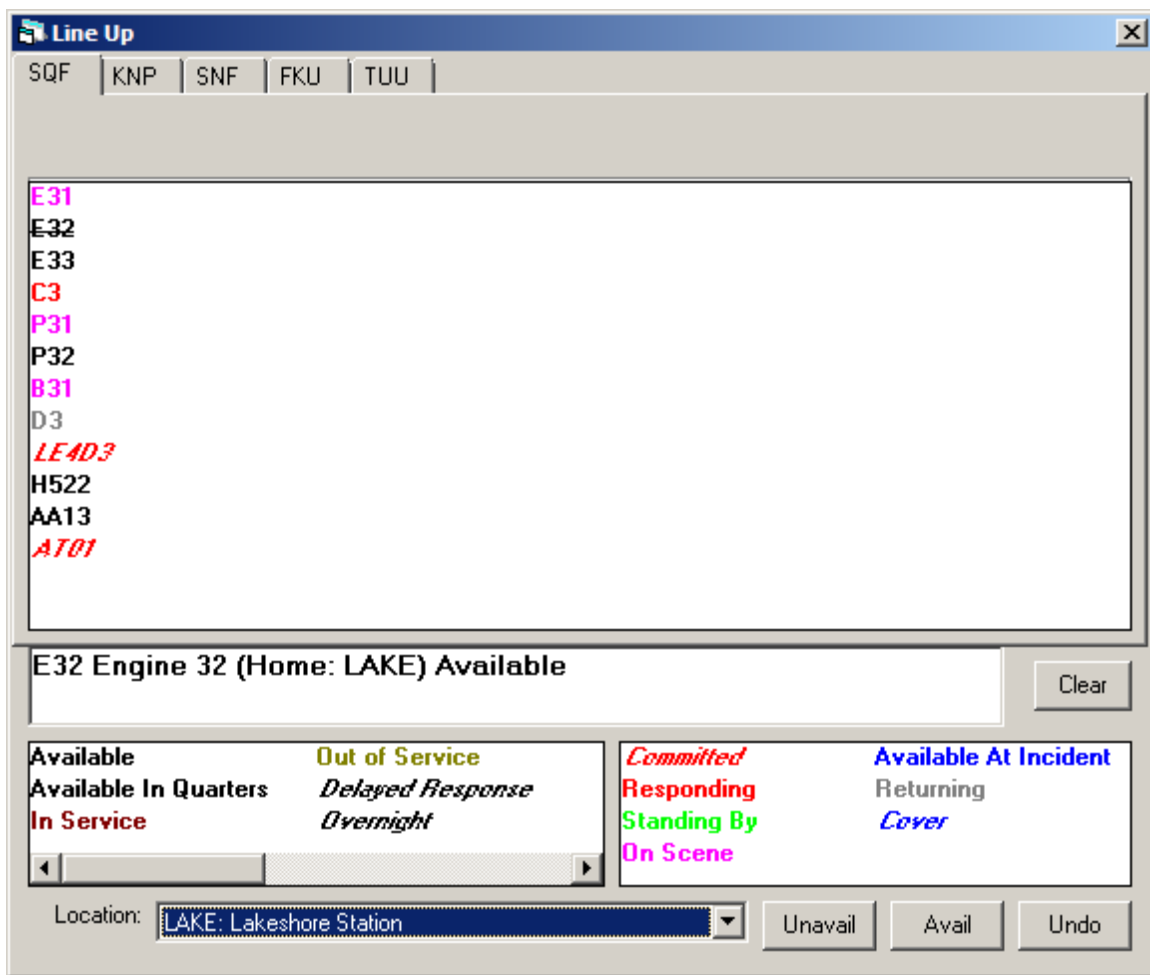 Line Up
SQF KNP SNF FKU TUU
E31
E32
E33
C3
P31
P32
B31
D3
LE4D3
H522
AA13
AT01
E32 Engine 32 (Home: LAKE) Available
Clear
Available Out of Service
Available In Quarters Delayed Response
In Service Overnight
Committed Available At Incident
Responding Returning
Standing By Cover
On Scene
Location: LAKE: Lakeshore Station Unavail Avail Undo